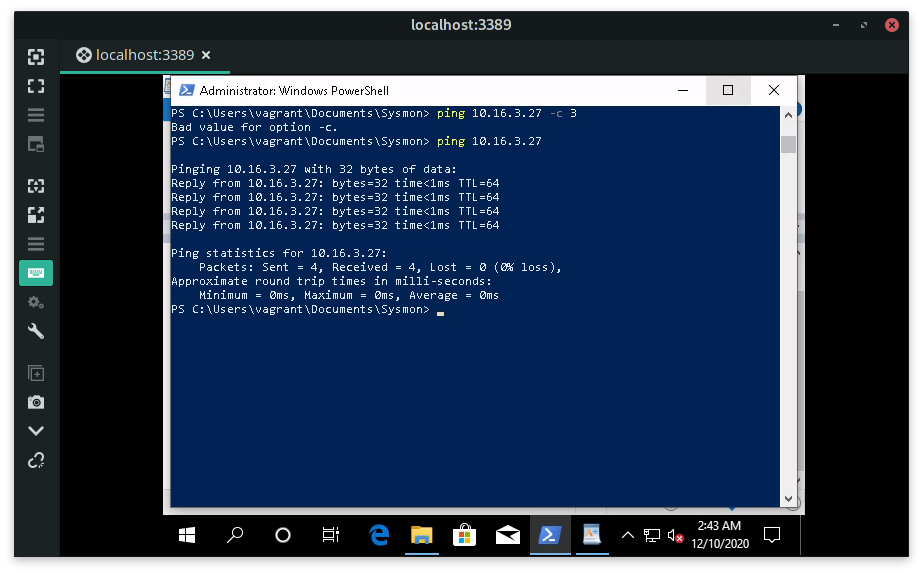 localhost:3389
localhost:3389
Administrator: Windows PowerShell
PS C:\Users\vagrant\Documents\Sysmon> ping 10.16.3.27 -c 3
Bad value for option -c.
PS C:\Users\vagrant\Documents\Sysmon> ping 10.16.3.27
Pinging 10.16.3.27 with 32 bytes of data:
Reply from 10.16.3.27: bytes=32 time<1ms TTL=64
Reply from 10.16.3.27: bytes=32 time<1ms TTL=64
Reply from 10.16.3.27: bytes=32 time<1ms TTL=64
Reply from 10.16.3.27: bytes=32 time<1ms TTL=64
Ping statistics for 10.16.3.27:
    Packets: Sent = 4, Received = 4, Lost = 0 (0% loss),
Approximate round trip times in milli-seconds:
    Minimum = 0ms, Maximum = 0ms, Average = 0ms
PS C:\Users\vagrant\Documents\Sysmon>
2:43 AM
12/10/2020